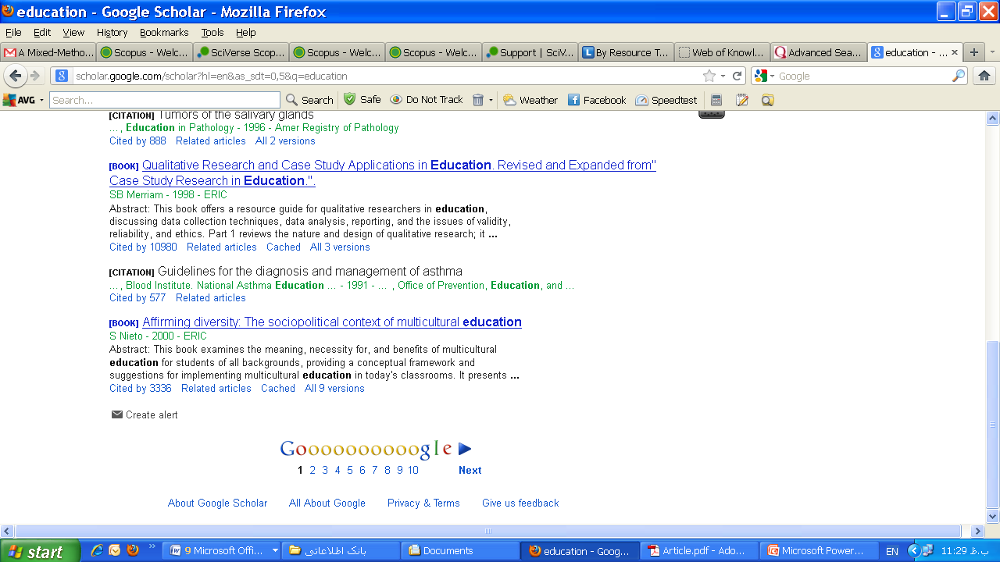 education - Google Scholar - Mozilla Firefox
File Edit View History Bookmarks Tools Help
A Mixed-Metho... Scopus - Welc... SciVerse Scop... Scopus - Welc... Scopus - Welc... Support | SciV... By Resource T... Web of Knowl... Advanced Sea... education - ...
scholar.google.com/scholar?hl=en&as_sdt=0,5&q=education Google
AVG Search... Search Safe Do Not Track Weather Facebook Speedtest
[CITATION] Tumors of the salivary glands
..., Education in Pathology - 1996 - Amer Registry of Pathology
Cited by 888 Related articles All 2 versions
[BOOK] Qualitative Research and Case Study Applications in Education. Revised and Expanded from"
Case Study Research in Education.".
SB Merriam - 1998 - ERIC
Abstract: This book offers a resource guide for qualitative researchers in education,
discussing data collection techniques, data analysis, reporting, and the issues of validity,
reliability, and ethics. Part 1 reviews the nature and design of qualitative research; it ...
Cited by 10980 Related articles Cached All 3 versions
[CITATION] Guidelines for the diagnosis and management of asthma
..., Blood Institute. National Asthma Education ... - 1991 - ... , Office of Prevention, Education, and ...
Cited by 577 Related articles
[BOOK] Affirming diversity: The sociopolitical context of multicultural education
S Nieto - 2000 - ERIC
Abstract: This book examines the meaning, necessity for, and benefits of multicultural
education for students of all backgrounds, providing a conceptual framework and
suggestions for implementing multicultural education in today's classrooms. It presents ...
Cited by 3336 Related articles Cached All 9 versions
Create alert
Goooooooooogle
1 2 3 4 5 6 7 8 9 10 Next
About Google Scholar All About Google Privacy & Terms Give us feedback
start 9 Microsoft Offi... بانک اطلاعاتی Documents education - Goog... Article.pdf - Ado... Microsoft Power... EN 11:29 ب.ظ